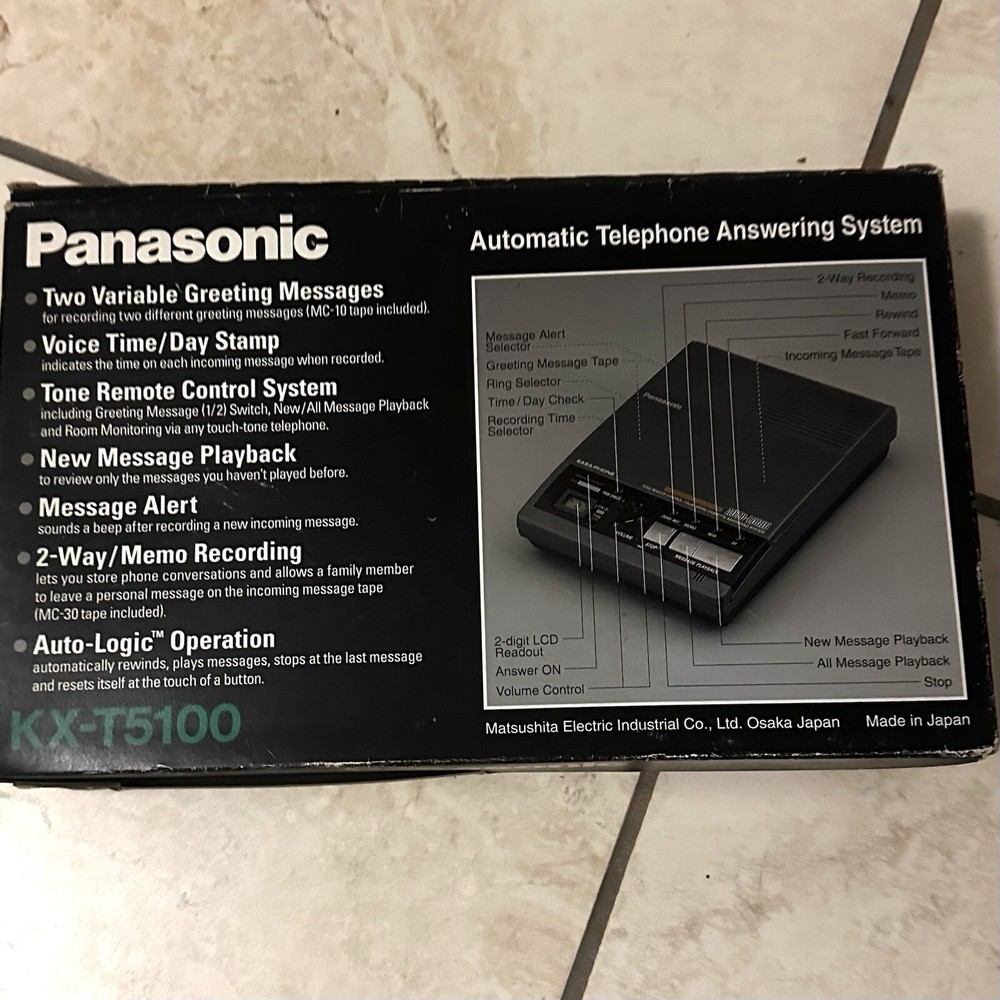 Panasonic
Two Variable Greeting Messages
for recording two different greeting messages (MC-10 tape included).
Voice Time/Day Stamp
indicates the time on each incoming message when recorded.
Tone Remote Control System
including Greeting Message (1/2) Switch, New/All Message Playback
and Room Monitoring via any touch-tone telephone.
New Message Playback
to review only the messages you haven't played before.
Message Alert
sounds a beep after recording a new incoming message.
2-Way/Memo Recording
lets you store phone conversations and allows a family member
to leave a personal message on the incoming message tape
(MC-30 tape included).
Auto-Logic™ Operation
automatically rewinds, plays messages, stops at the last message
and resets itself at the touch of a button.
KX-T5100
Automatic Telephone Answering System
2-Way Recording
Memo
Rewind
Fast Forward
Incoming Message Tape
Message Alert
Selector
Greeting Message Tape
Ring Selector
Time/Day Check
Recording Time
Selector
Panasonic
EASA-PHONE
VOLUME
STOP
MESSAGE PLAYBACK
2-digit LCD
Readout
Answer ON
Volume Control
New Message Playback
All Message Playback
Stop
Matsushita Electric Industrial Co., Ltd. Osaka Japan
Made in Japan